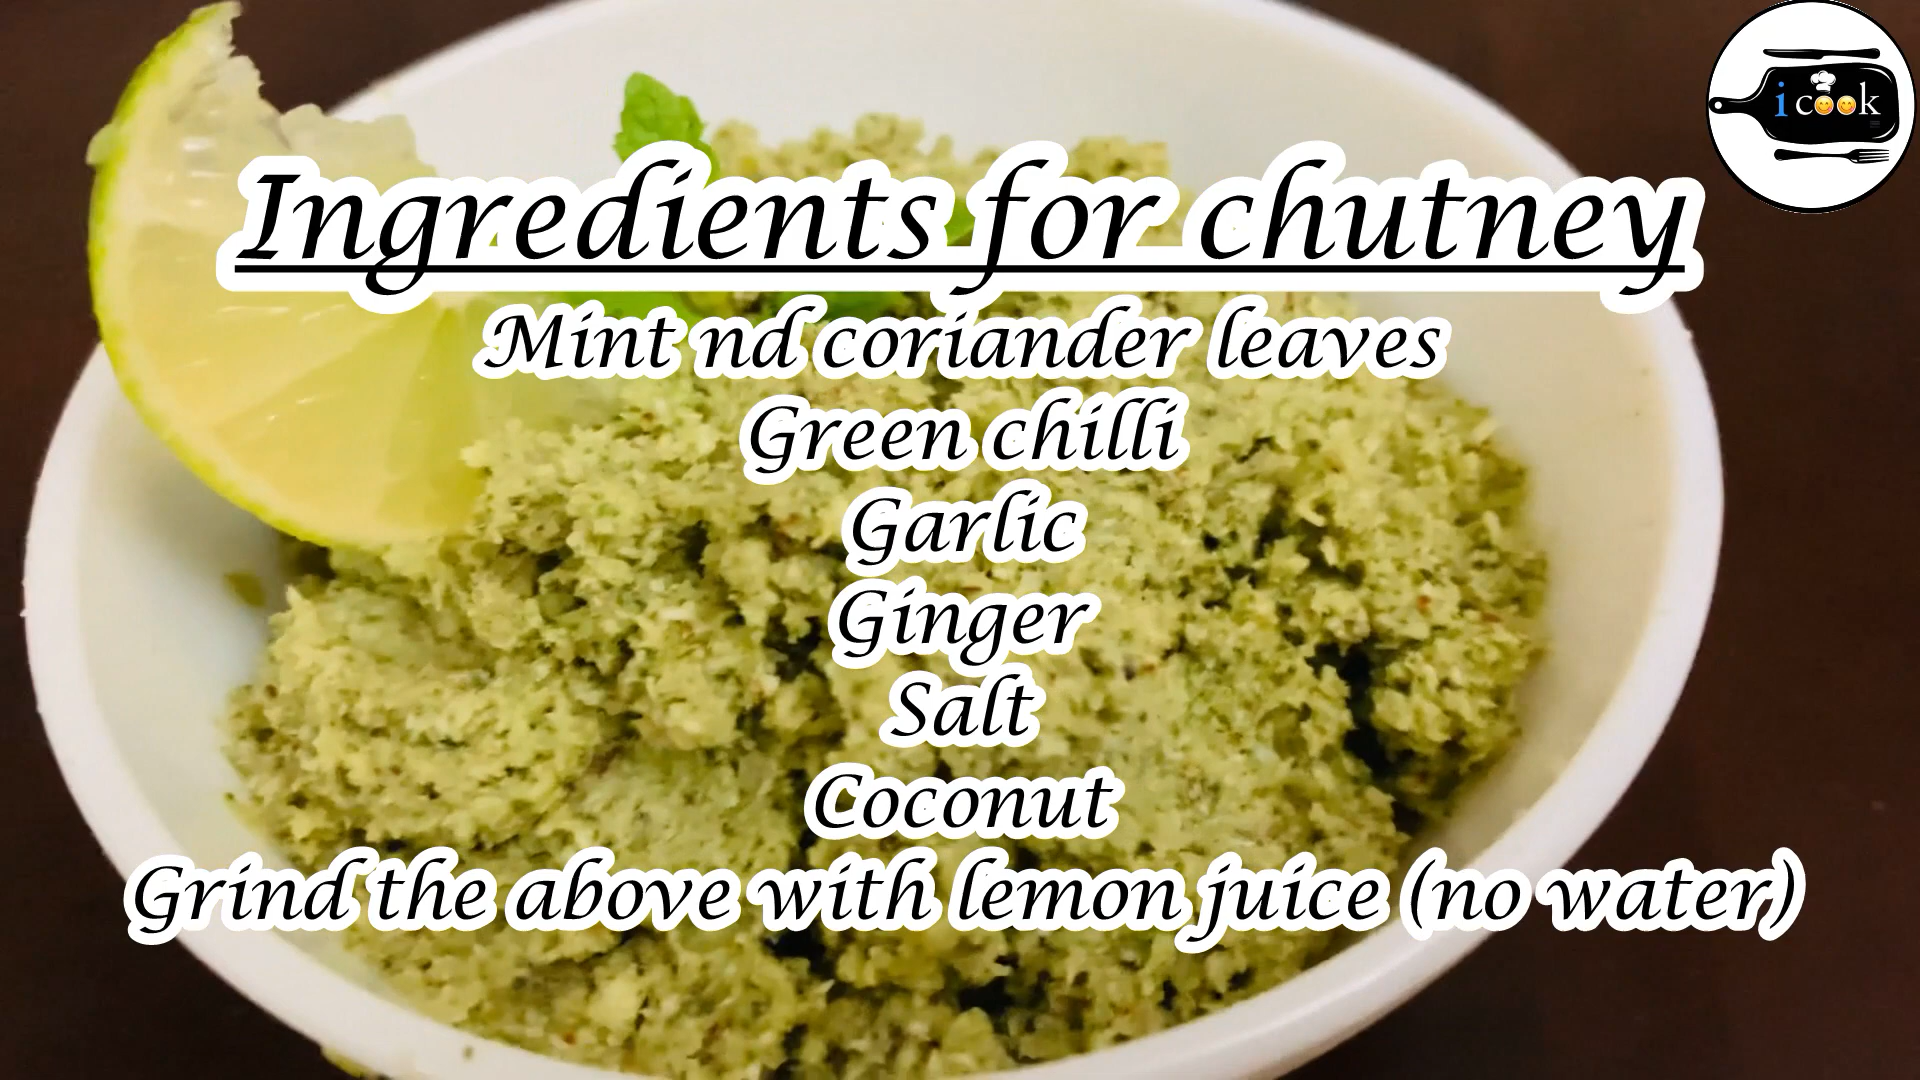 i cook
Ingredients for chutney
Mint nd coriander leaves
Green chilli
Garlic
Ginger
Salt
Coconut
Grind the above with lemon juice (no water)